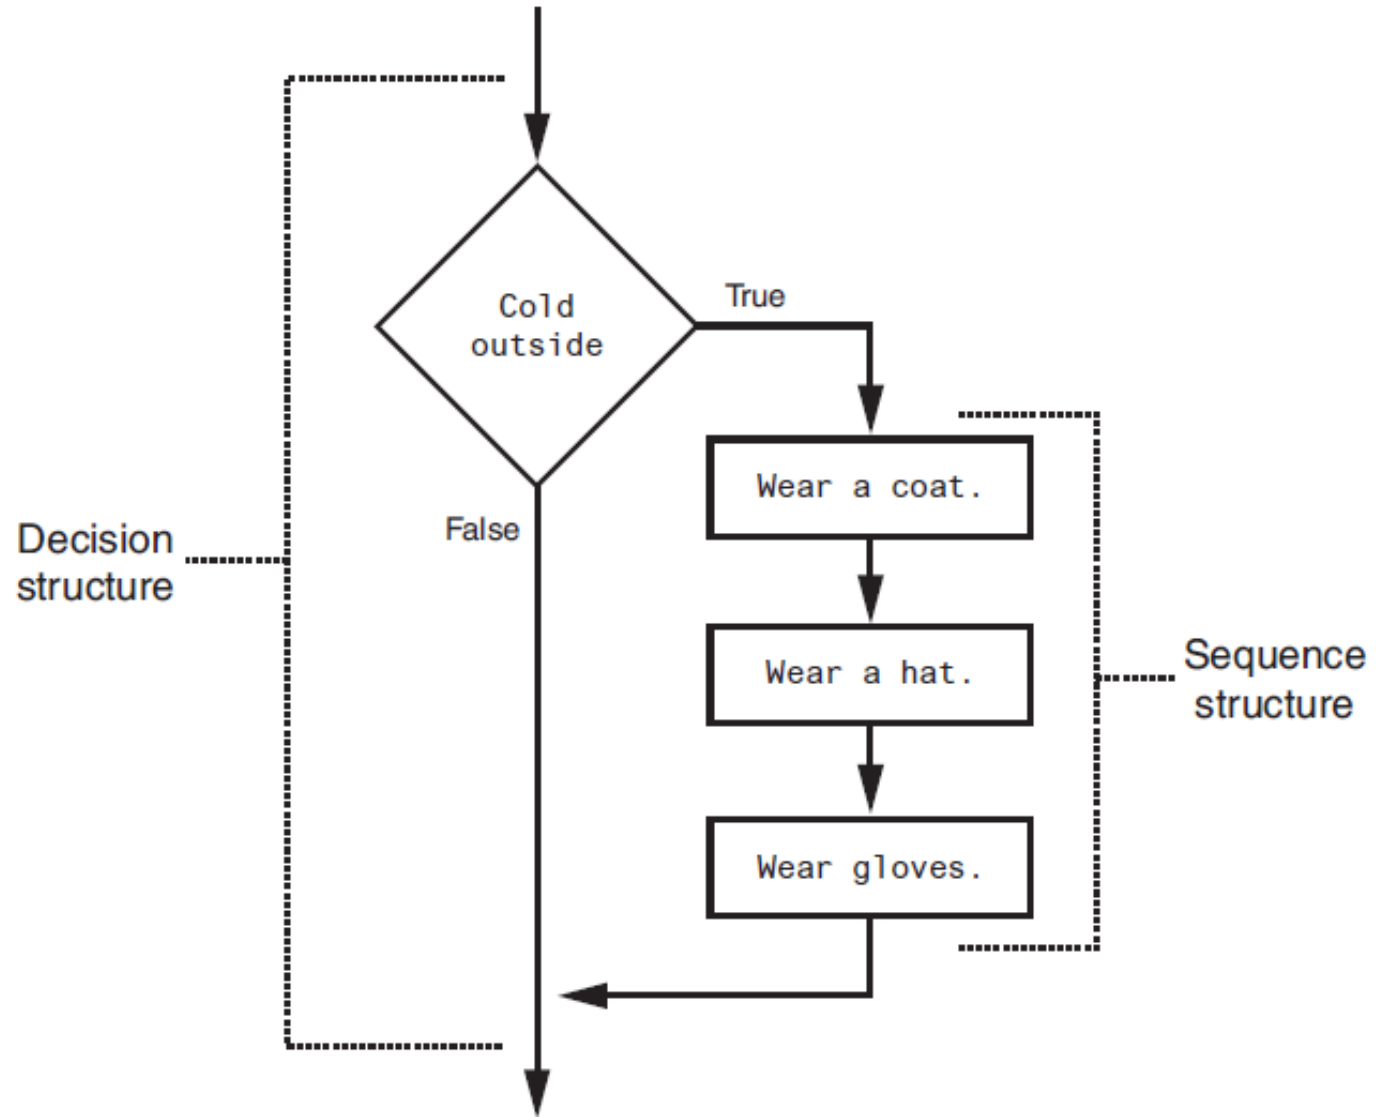 Cold
outside
True
False
Wear a coat.
Wear a hat.
Wear gloves.
Decision
structure
Sequence
structure